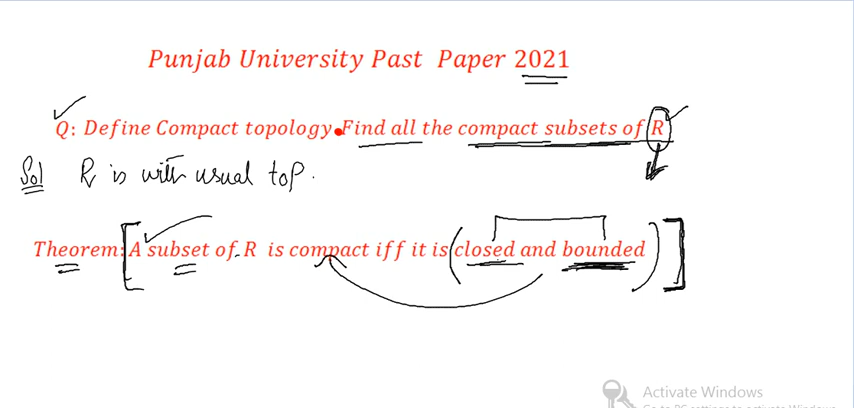 Punjab University Past Paper 2021
Q: Define Compact topology. Find all the compact subsets of R
Sol R is with usual top.
Theorem: [A subset of R is compact iff it is (closed and bounded)]
Activate Windows